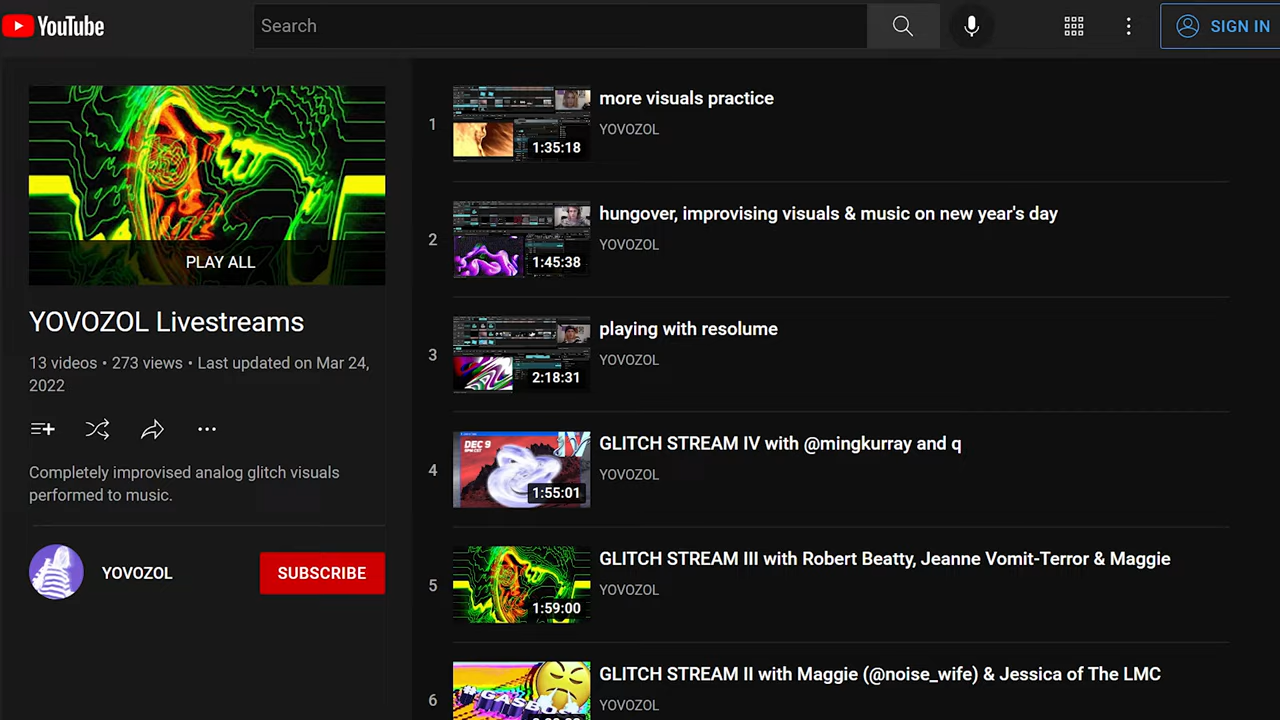 YouTube
Search
SIGN IN
PLAY ALL
YOVOZOL Livestreams
13 videos • 273 views • Last updated on Mar 24,
2022
Completely improvised analog glitch visuals
performed to music.
YOVOZOL
SUBSCRIBE
1
1:35:18
more visuals practice
YOVOZOL
2
1:45:38
hungover, improvising visuals & music on new year's day
YOVOZOL
3
2:18:31
playing with resolume
YOVOZOL
4
DEC 9
1:55:01
GLITCH STREAM IV with @mingkurray and q
YOVOZOL
5
1:59:00
GLITCH STREAM III with Robert Beatty, Jeanne Vomit-Terror & Maggie
YOVOZOL
6
GLITCH STREAM II with Maggie (@noise_wife) & Jessica of The LMC
YOVOZOL